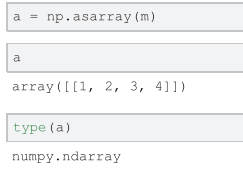 a = np.asarray(m)
a
array([[1, 2, 3, 4]])
type(a)
numpy.ndarray